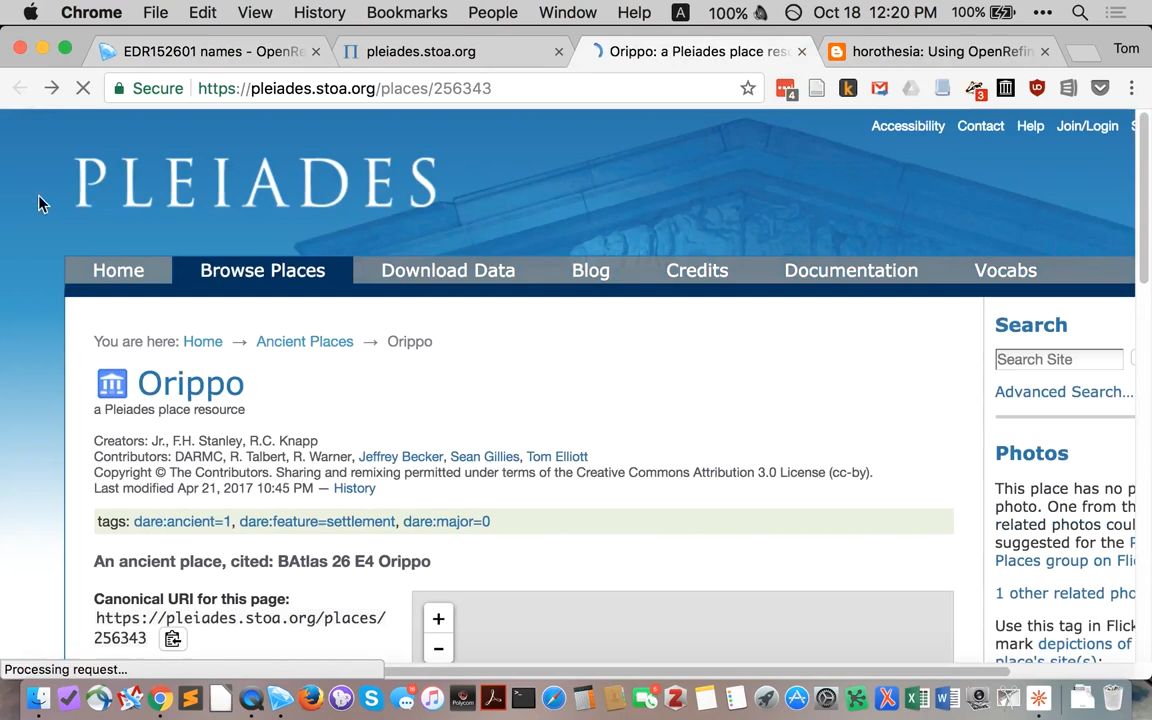 Chrome File Edit View History Bookmarks People Window Help A 100% Oct 18 12:20 PM 100%
EDR152601 names - OpenRe × pleiades.stoa.org × Orippo: a Pleiades place res × horothesia: Using OpenRefin × Tom
Secure https://pleiades.stoa.org/places/256343 4 3
Accessibility Contact Help Join/Login S
PLEIADES
Home Browse Places Download Data Blog Credits Documentation Vocabs
You are here: Home → Ancient Places → Orippo
Orippo
a Pleiades place resource
Creators: Jr., F.H. Stanley, R.C. Knapp
Contributors: DARMC, R. Talbert, R. Warner, Jeffrey Becker, Sean Gillies, Tom Elliott
Copyright © The Contributors. Sharing and remixing permitted under terms of the Creative Commons Attribution 3.0 License (cc-by).
Last modified Apr 21, 2017 10:45 PM — History
tags: dare:ancient=1, dare:feature=settlement, dare:major=0
An ancient place, cited: BAtlas 26 E4 Orippo
Canonical URI for this page:
https://pleiades.stoa.org/places/
256343
+
−
Search
Search Site
Advanced Search…
Photos
This place has no p
photo. One from th
related photos coul
suggested for the P
Places group on Fli
1 other related pho
Use this tag in Flick
mark depictions of
place's site(s):
Processing request…